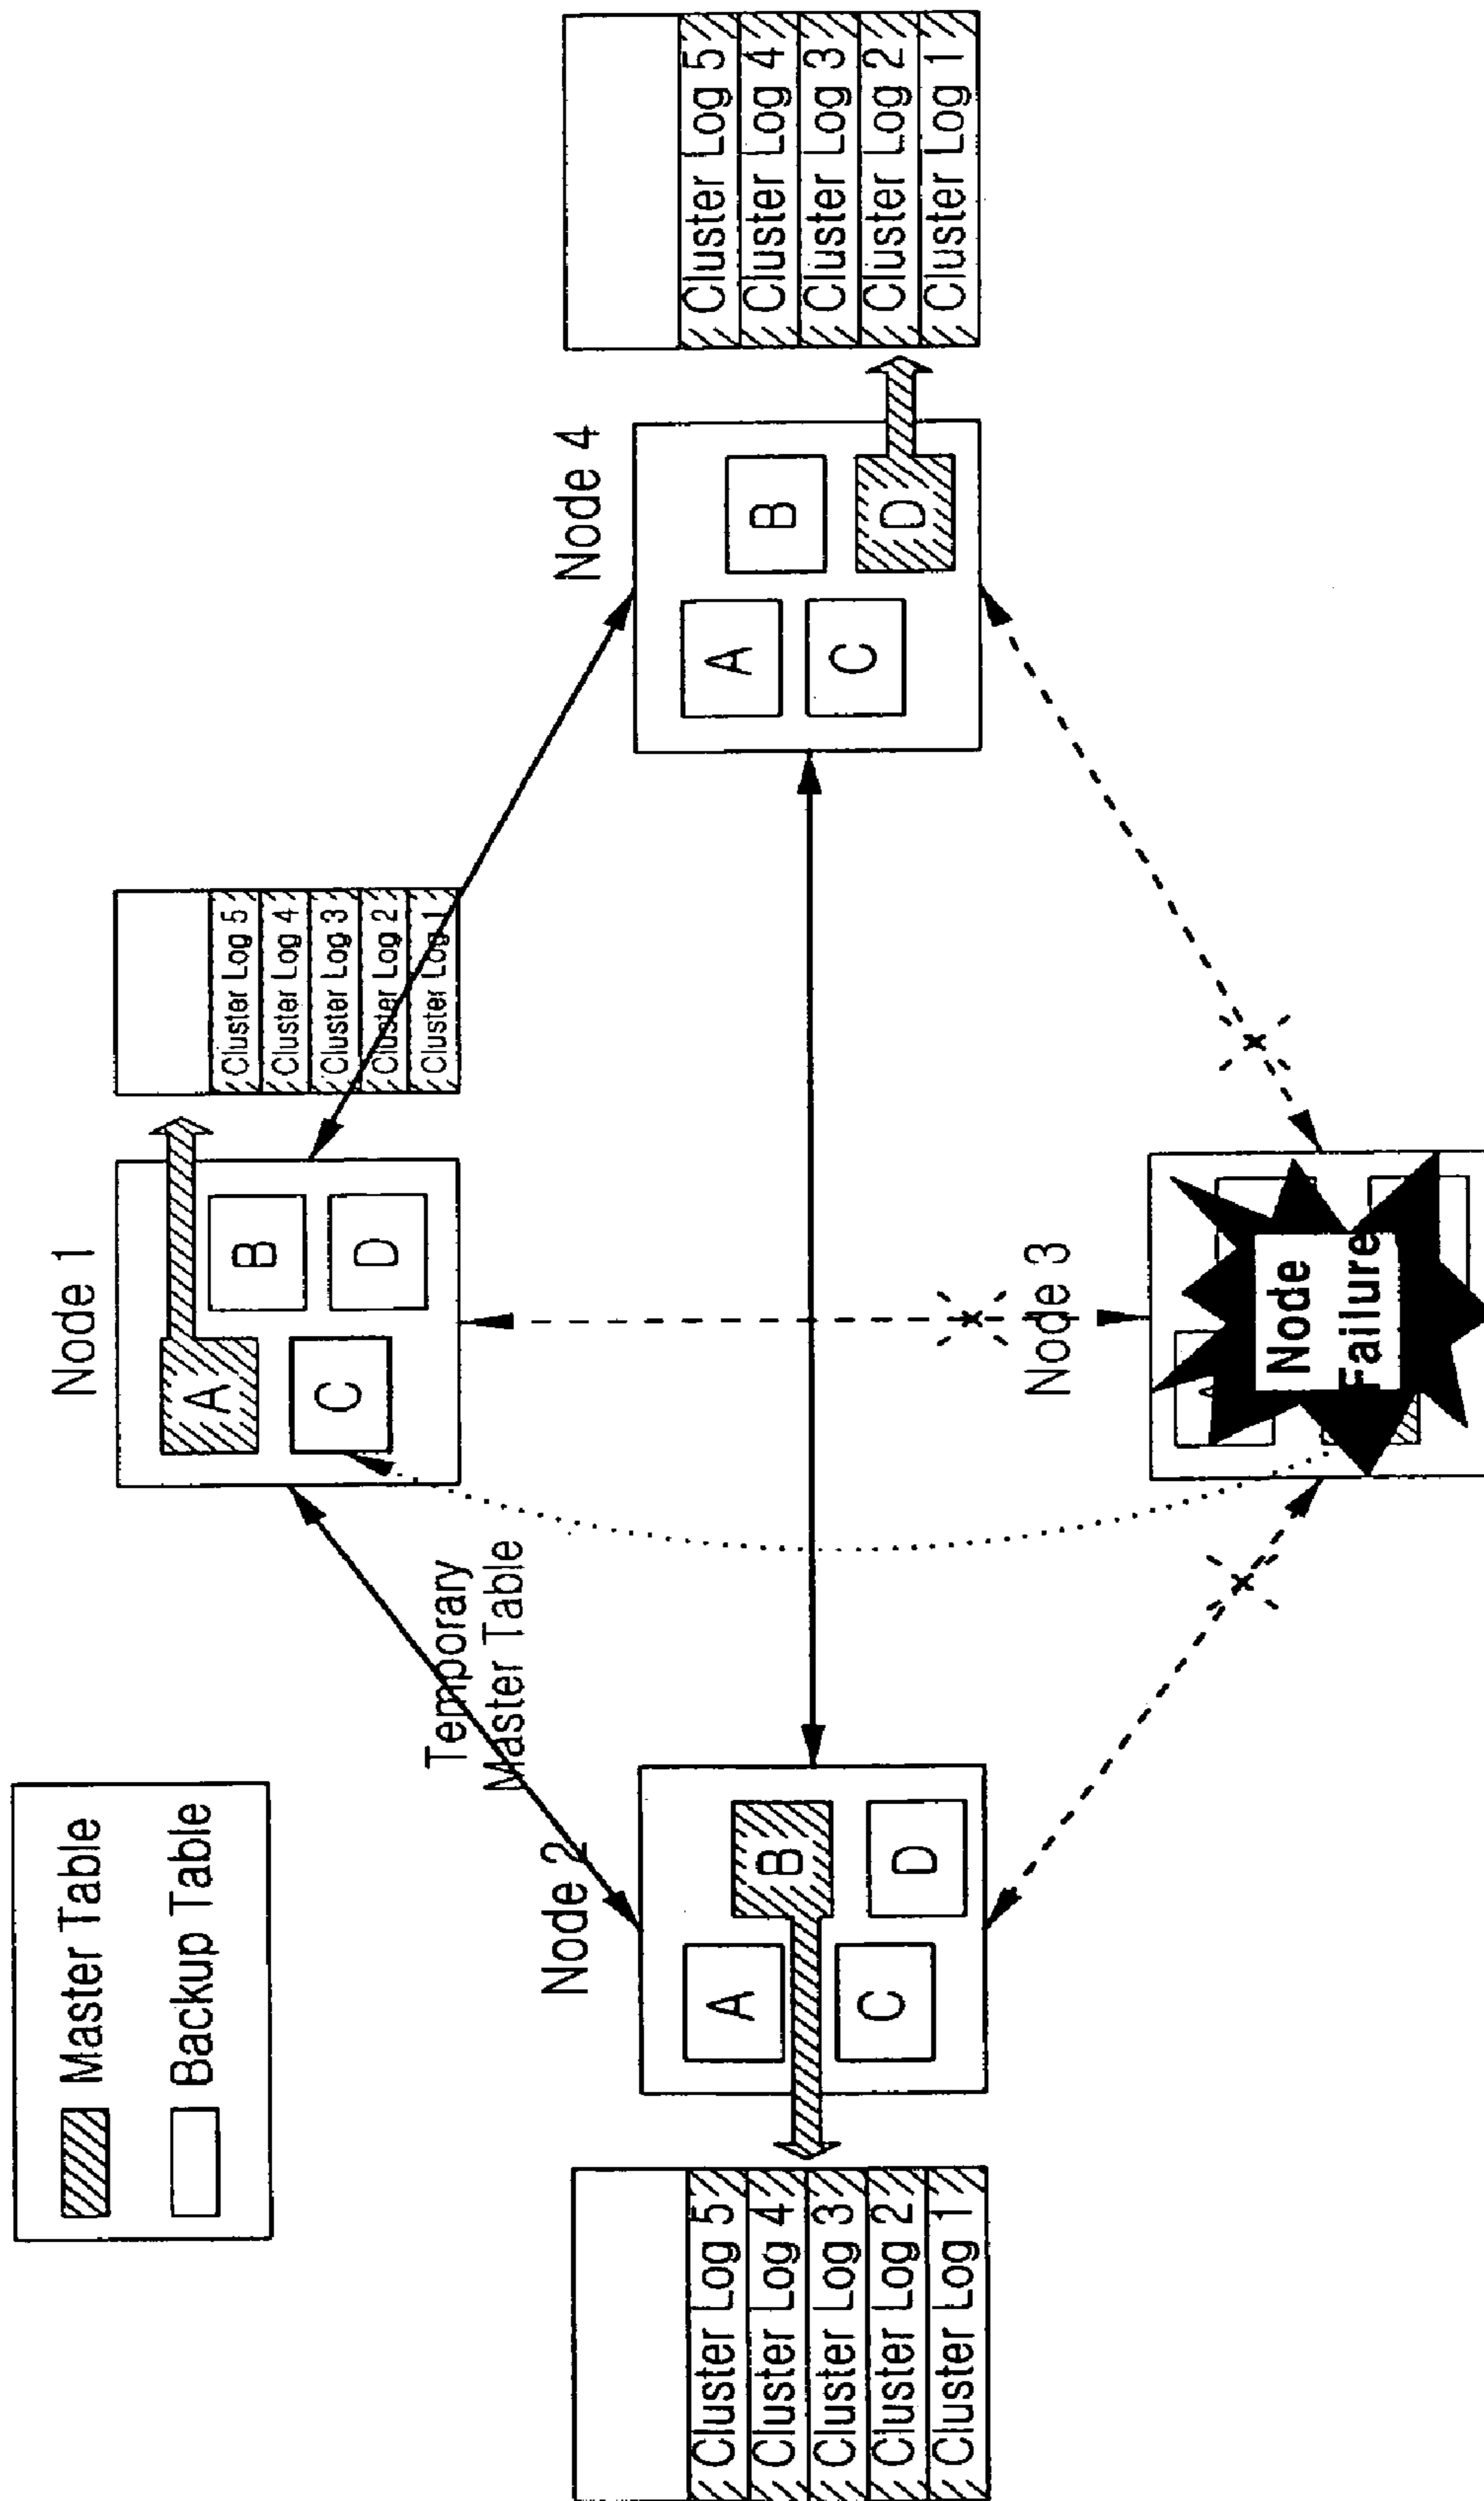 Master Table
Backup Table
Node 1
A
B
C
D
Cluster Log 5
Cluster Log 4
Cluster Log 3
Cluster Log 2
Cluster Log 1
Temporary
Master Table
Node 2
A
B
C
D
Cluster Log 5
Cluster Log 4
Cluster Log 3
Cluster Log 2
Cluster Log 1
Node 4
A
B
C
D
Cluster Log 5
Cluster Log 4
Cluster Log 3
Cluster Log 2
Cluster Log 1
Node 3
Node
Failure